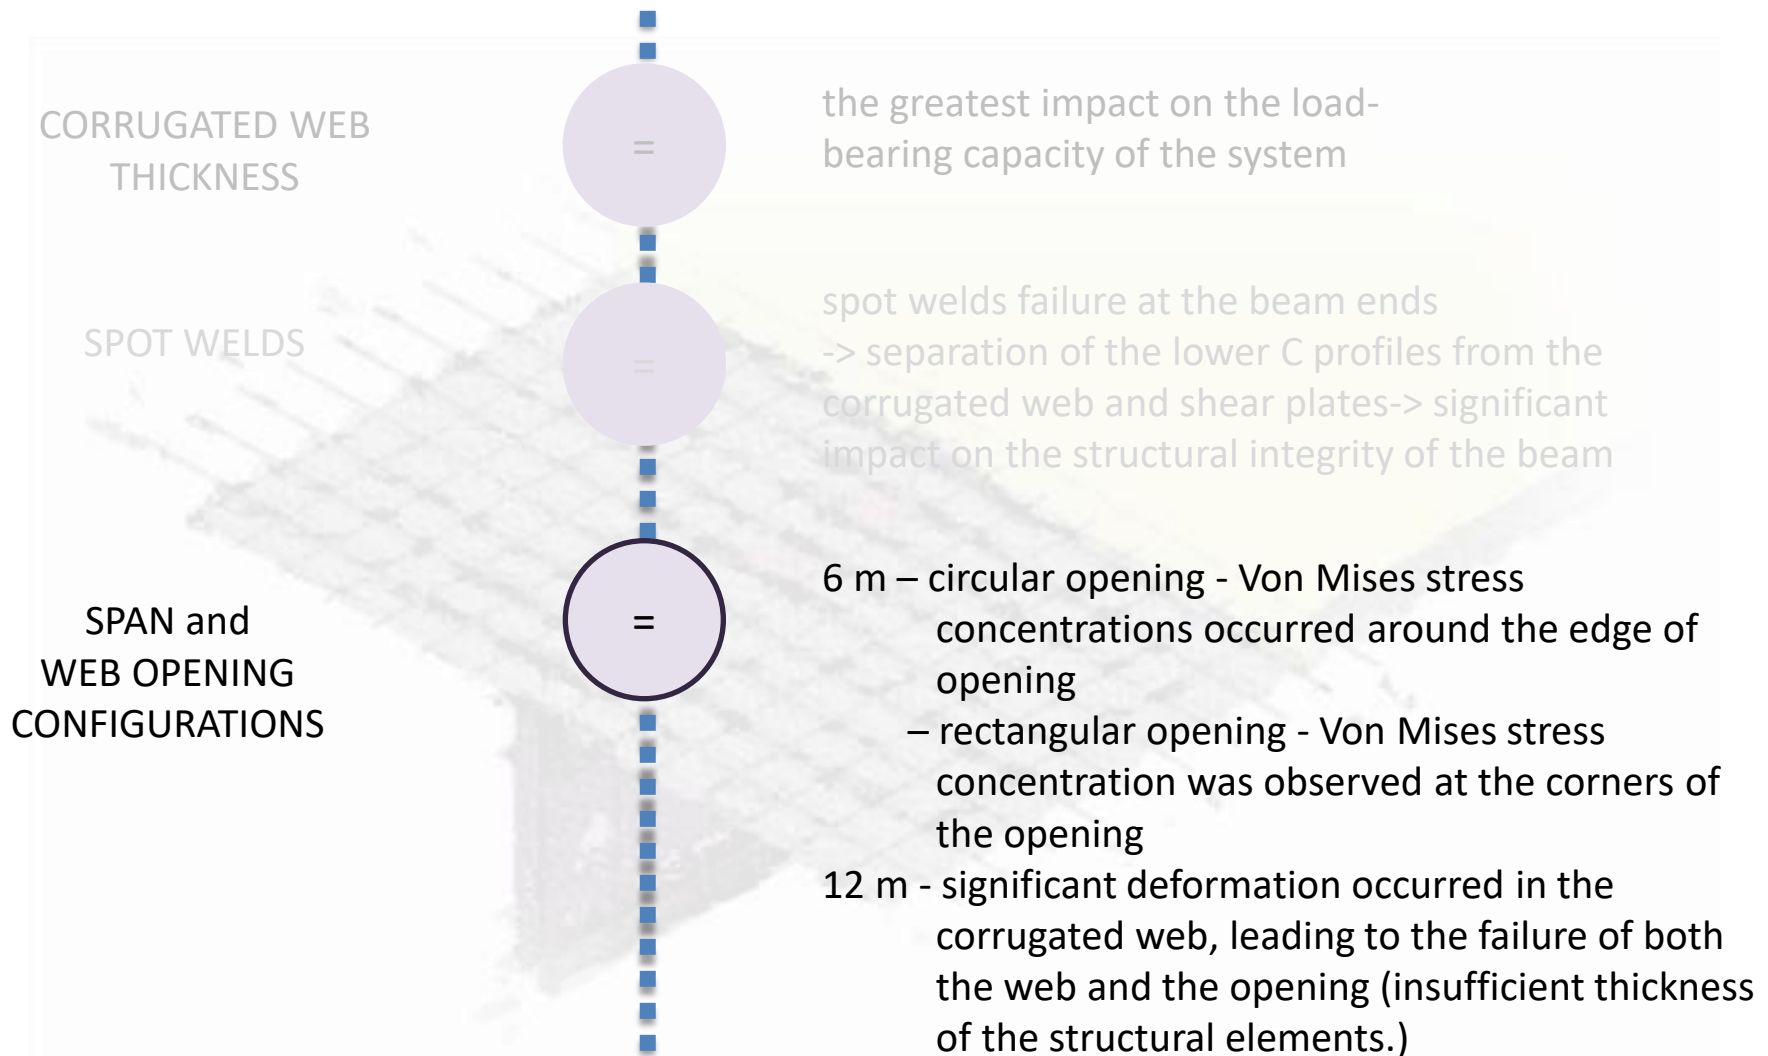 CORRUGATED WEB
THICKNESS
=
the greatest impact on the load-
bearing capacity of the system
SPOT WELDS
=
spot welds failure at the beam ends
-> separation of the lower C profiles from the
corrugated web and shear plates-> significant
impact on the structural integrity of the beam
SPAN and
WEB OPENING
CONFIGURATIONS
=
6 m – circular opening - Von Mises stress
concentrations occurred around the edge of
opening
– rectangular opening - Von Mises stress
concentration was observed at the corners of
the opening
12 m - significant deformation occurred in the
corrugated web, leading to the failure of both
the web and the opening (insufficient thickness
of the structural elements.)